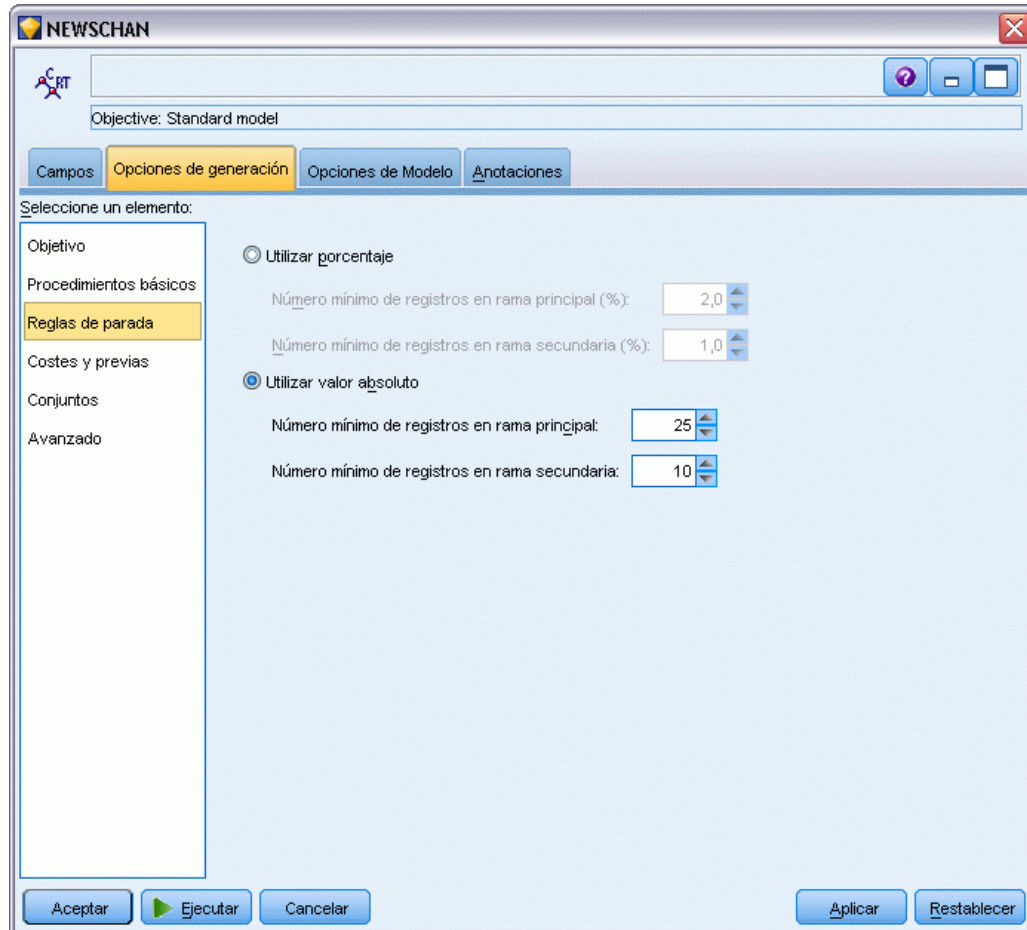 NEWSCHAN
C RT
Objective: Standard model
Campos Opciones de generación Opciones de Modelo Anotaciones
Seleccione un elemento:
Objetivo
Procedimientos básicos
Reglas de parada
Costes y previas
Conjuntos
Avanzado
Utilizar porcentaje
Número mínimo de registros en rama principal (%): 2,0
Número mínimo de registros en rama secundaria (%): 1,0
Utilizar valor absoluto
Número mínimo de registros en rama principal: 25
Número mínimo de registros en rama secundaria: 10
Aceptar Ejecutar Cancelar Aplicar Restablecer